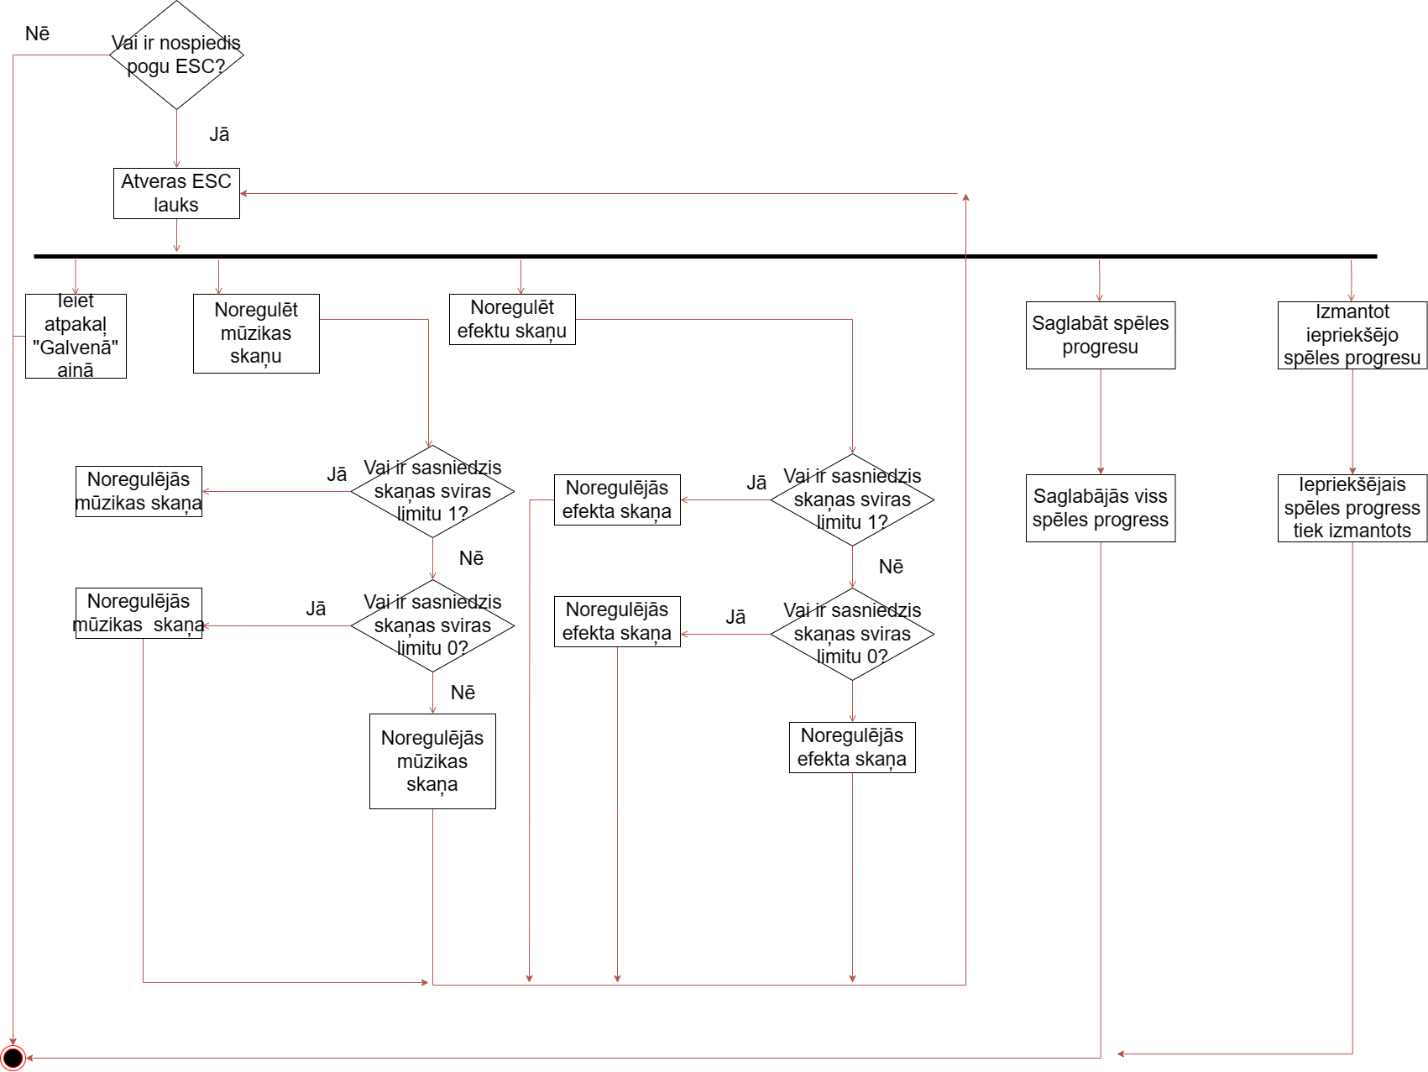 Nē
Vai ir nospiedis
pogu ESC?
Jā
Atveras ESC
lauks
Ieiet
atpakaļ
"Galvenā"
ainā
Noregulēt
mūzikas
skaņu
Noregulēt
efektu skaņu
Saglabāt spēles
progresu
Izmantot
iepriekšējo
spēles progresu
Noregulējās
mūzikas skaņa
Jā
Vai ir sasniedzis
skaņas sviras
limitu 1?
Nē
Noregulējās
efekta skaņa
Jā
Vai ir sasniedzis
skaņas sviras
limitu 1?
Nē
Saglabājās viss
spēles progress
Iepriekšējais
spēles progress
tiek izmantots
Noregulējās
mūzikas  skaņa
Jā
Vai ir sasniedzis
skaņas sviras
limitu 0?
Nē
Noregulējās
efekta skaņa
Jā
Vai ir sasniedzis
skaņas sviras
limitu 0?
Noregulējās
mūzikas
skaņa
Noregulējās
efekta skaņa